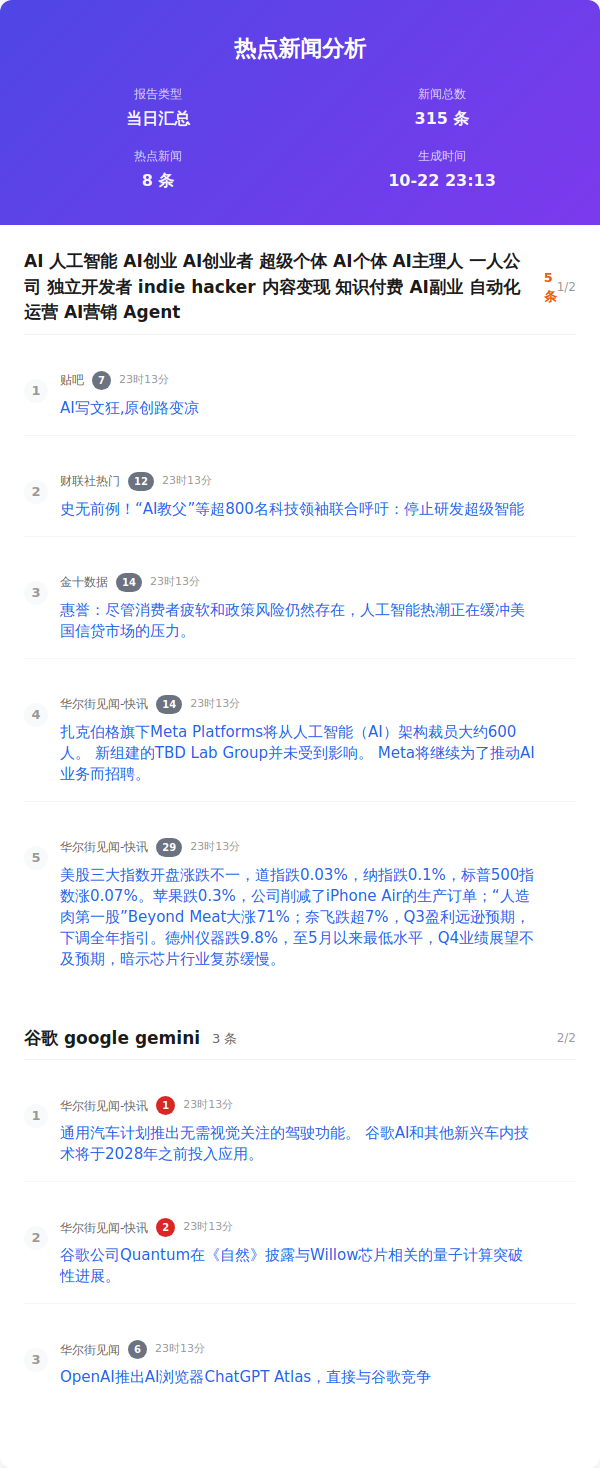 热点新闻分析
报告类型
当日汇总
新闻总数
315 条
热点新闻
8 条
生成时间
10-22 23:13
AI 人工智能 AI创业 AI创业者 超级个体 AI个体 AI主理人 一人公
司 独立开发者 indie hacker 内容变现 知识付费 AI副业 自动化
运营 AI营销 Agent
5
条
1/2
1
贴吧 7 23时13分
AI写文狂,原创路变凉
2
财联社热门 12 23时13分
史无前例！“AI教父”等超800名科技领袖联合呼吁：停止研发超级智能
3
金十数据 14 23时13分
惠誉：尽管消费者疲软和政策风险仍然存在，人工智能热潮正在缓冲美
国信贷市场的压力。
4
华尔街见闻-快讯 14 23时13分
扎克伯格旗下Meta Platforms将从人工智能（AI）架构裁员大约600
人。 新组建的TBD Lab Group并未受到影响。 Meta将继续为了推动AI
业务而招聘。
5
华尔街见闻-快讯 29 23时13分
美股三大指数开盘涨跌不一，道指跌0.03%，纳指跌0.1%，标普500指
数涨0.07%。苹果跌0.3%，公司削减了iPhone Air的生产订单；“人造
肉第一股”Beyond Meat大涨71%；奈飞跌超7%，Q3盈利远逊预期，
下调全年指引。德州仪器跌9.8%，至5月以来最低水平，Q4业绩展望不
及预期，暗示芯片行业复苏缓慢。
谷歌 google gemini 3 条 2/2
1
华尔街见闻-快讯 1 23时13分
通用汽车计划推出无需视觉关注的驾驶功能。 谷歌AI和其他新兴车内技
术将于2028年之前投入应用。
2
华尔街见闻-快讯 2 23时13分
谷歌公司Quantum在《自然》披露与Willow芯片相关的量子计算突破
性进展。
3
华尔街见闻 6 23时13分
OpenAI推出AI浏览器ChatGPT Atlas，直接与谷歌竞争